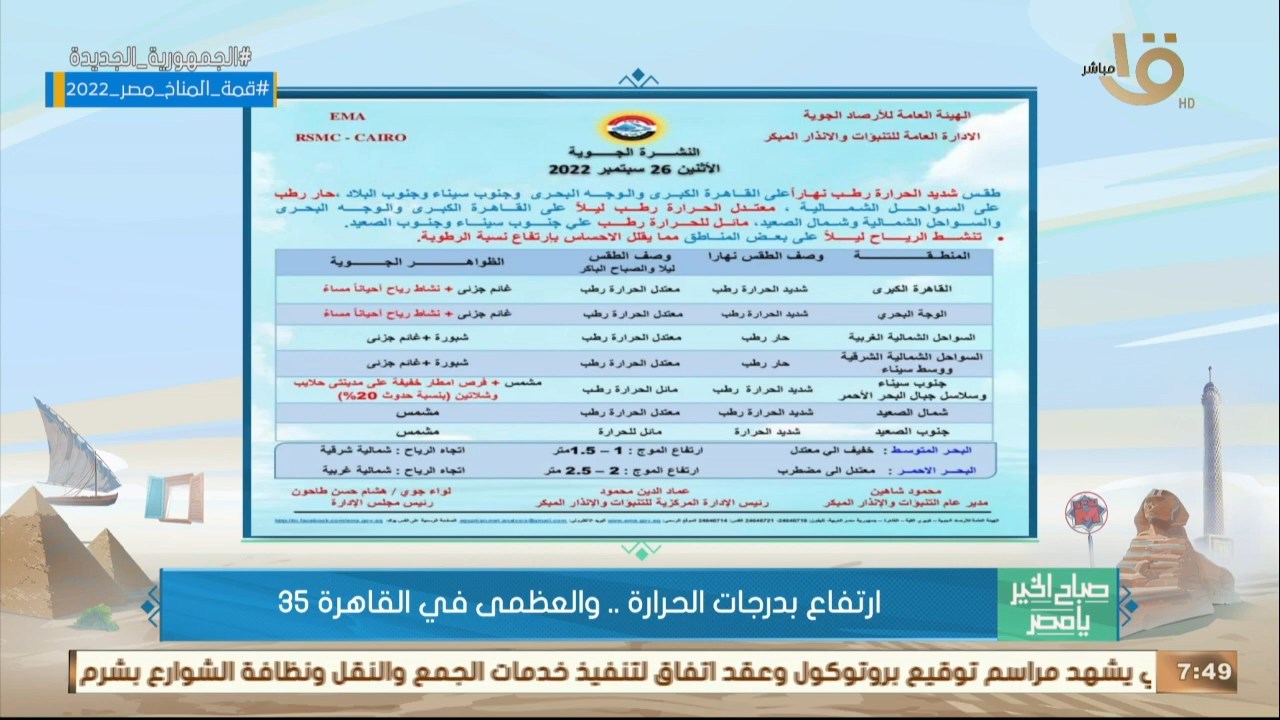 #الجمهورية_الجديدة
#قمة_المناخ_مصر_2022
مباشر
HD
الهيئة العامة للأرصاد الجوية
الادارة العامة للتنبؤات والانذار المبكر
EMA
RSMC - CAIRO
النشرة الجوية
الأثنين 26 سبتمبر 2022
طقس شديد الحرارة رطب نهاراً على القاهرة الكبرى والوجه البحرى وجنوب سيناء وجنوب البلاد ،حار رطب
على السواحل الشمالية ، معتدل الحرارة رطب ليلاً على القاهرة الكبرى والوجه البحرى
والسواحل الشمالية وشمال الصعيد، مائل للحرارة رطب على جنوب سيناء وجنوب الصعيد.
• تنشط الرياح ليلاً على بعض المناطق مما يقلل الاحساس بإرتفاع نسبة الرطوبة.
المنطقة وصف الطقس نهارا وصف الطقس ليلا والصباح الباكر الظواهر الجوية
القاهرة الكبرى شديد الحرارة رطب معتدل الحرارة رطب غائم جزئى + نشاط رياح أحياناً مساءً
الوجة البحري شديد الحرارة رطب معتدل الحرارة رطب غائم جزئى + نشاط رياح أحياناً مساءً
السواحل الشمالية الغربية حار رطب معتدل الحرارة رطب شبورة +غائم جزئى
السواحل الشمالية الشرقية ووسط سيناء حار رطب معتدل الحرارة رطب شبورة +غائم جزئى
جنوب سيناء وسلاسل جبال البحر الأحمر شديد الحرارة رطب مائل الحرارة رطب مشمس + فرص امطار خفيفة على مدينتى حلايب وشلاتين (بنسبة حدوث 20%)
شمال الصعيد شديد الحرارة رطب معتدل الحرارة رطب مشمس
جنوب الصعيد شديد الحرارة مائل للحرارة مشمس
البحر المتوسط : خفيف الى معتدل ارتفاع الموج : 1 – 1.5متر اتجاه الرياح : شمالية شرقية
البحر الاحمر : معتدل الى مضطرب ارتفاع الموج : 2 – 2.5 متر اتجاه الرياح : شمالية غربية
محمود شاهين عماد الدين محمود لواء جوي / هشام حسن طاحون
مدير عام التنبؤات والإنذار المبكر رئيس الإدارة المركزية للتنبؤات والإنذار المبكر رئيس مجلس الإدارة
صباح الخير
يا مصر
ارتفاع بدرجات الحرارة .. والعظمى في القاهرة 35
7:49
ي يشهد مراسم توقيع بروتوكول وعقد اتفاق لتنفيذ خدمات الجمع والنقل ونظافة الشوارع بشرم